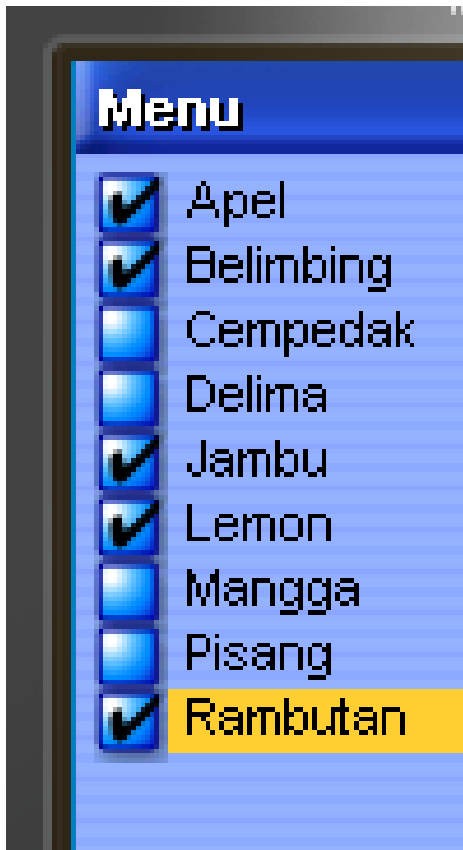 Menu
Apel
Belimbing
Cempedak
Delima
Jambu
Lemon
Mangga
Pisang
Rambutan